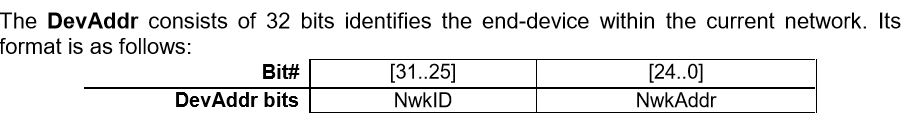 The DevAddr consists of 32 bits identifies the end-device within the current network. Its
format is as follows:
Bit# [31..25] [24..0]
DevAddr bits NwkID NwkAddr